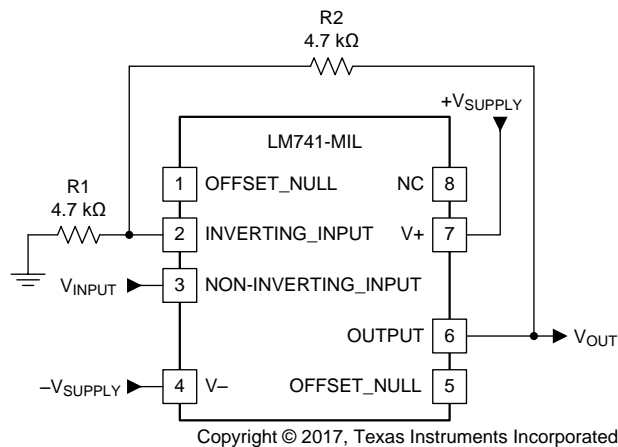 R2
4.7 kΩ
+VSUPPLY
LM741-MIL
1 OFFSET_NULL NC 8
R1
4.7 kΩ
2 INVERTING_INPUT V+ 7
VINPUT 3 NON-INVERTING_INPUT
OUTPUT 6 VOUT
–VSUPPLY 4 V– OFFSET_NULL 5
Copyright © 2017, Texas Instruments Incorporated